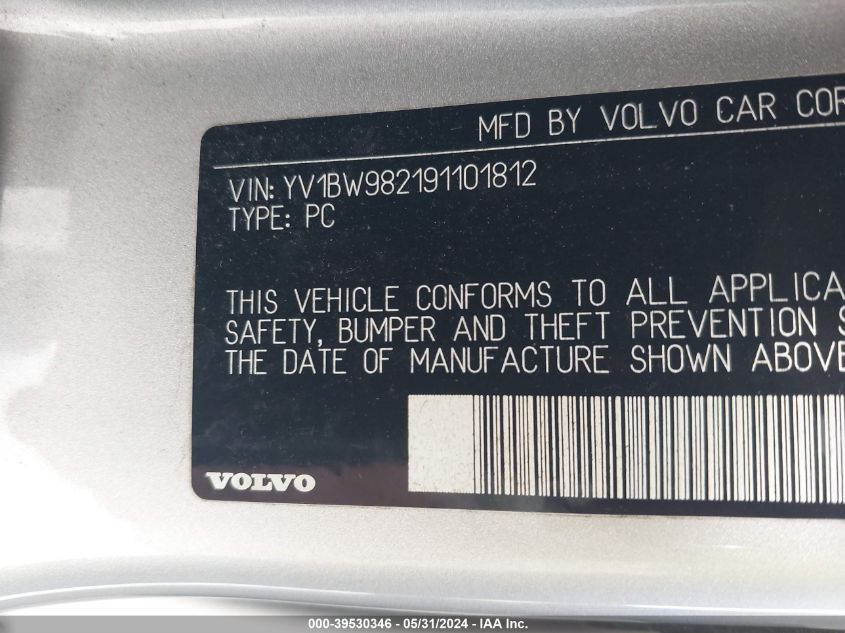 MFD BY VOLVO CAR COR
VIN: YV1BW982191101812
TYPE: PC
THIS VEHICLE CONFORMS TO ALL APPLICA
SAFETY, BUMPER AND THEFT PREVENTION S
THE DATE OF MANUFACTURE SHOWN ABOVE
VOLVO
000-39530346 - 05/31/2024 - IAA Inc.